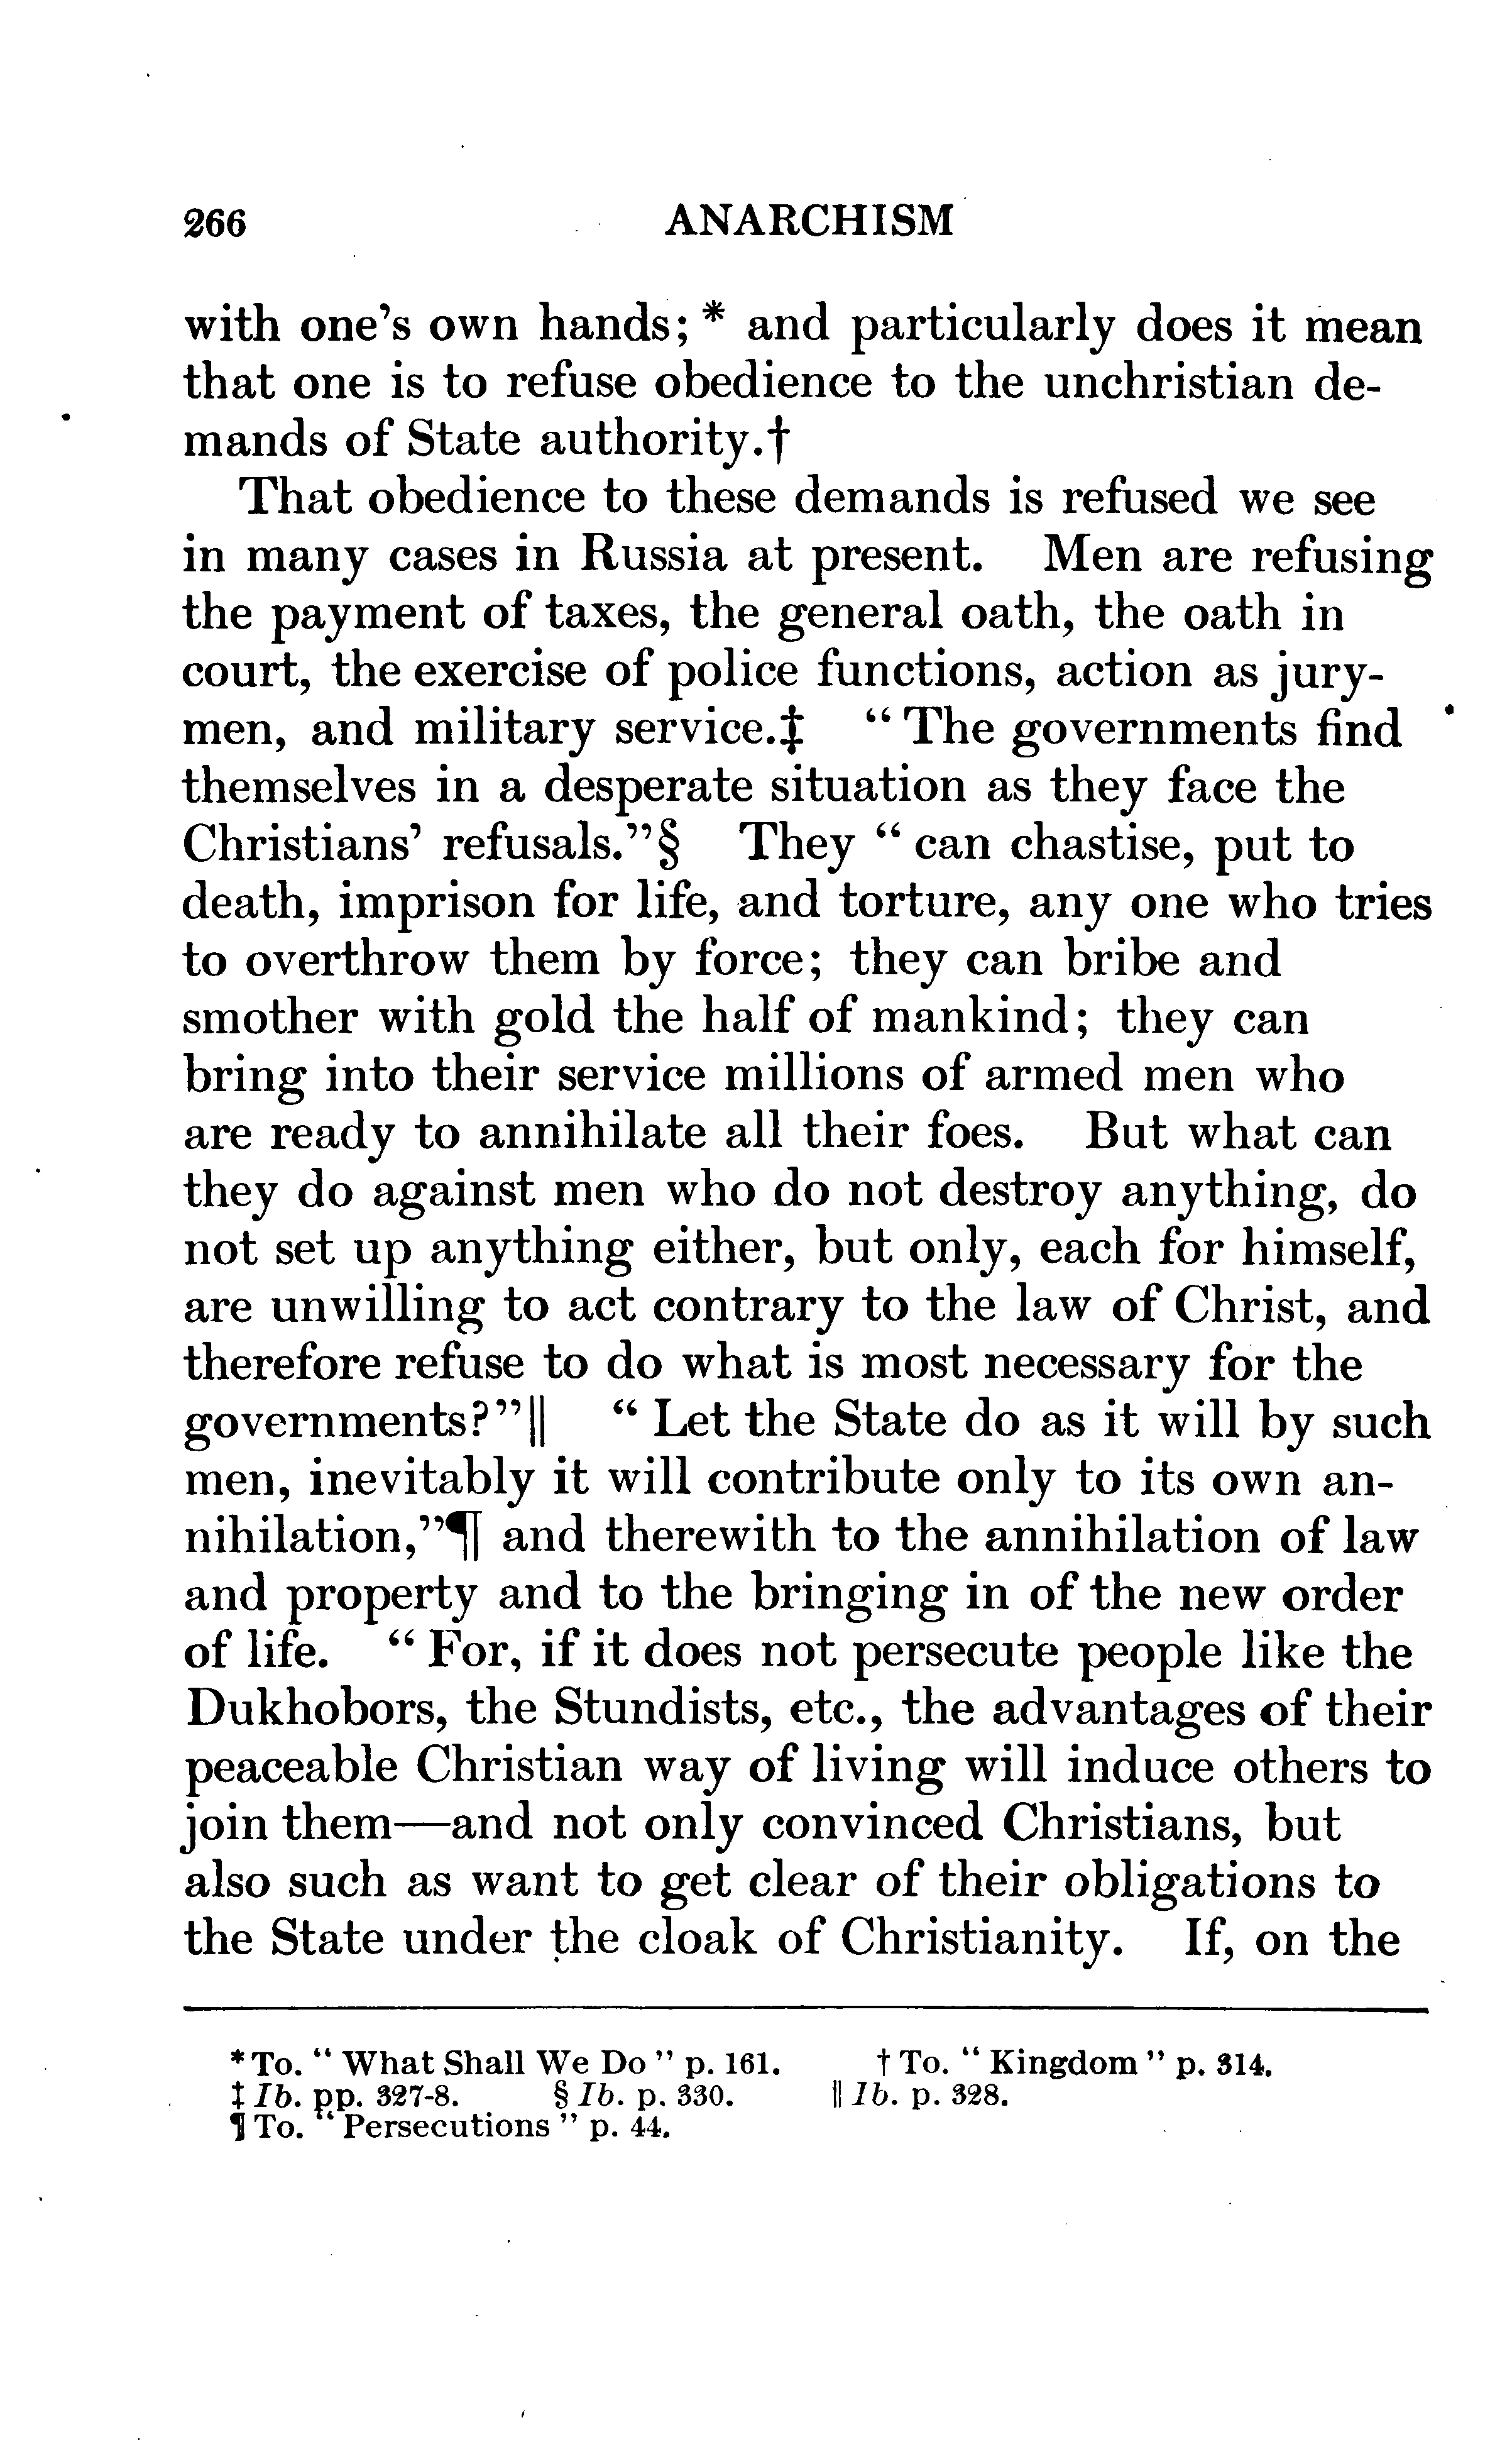 266 ANARCHISM
with one's own hands; * and particularly does it mean
that one is to refuse obedience to the unchristian de-
mands of State authority.†
That obedience to these demands is refused we see
in many cases in Russia at present. Men are refusing
the payment of taxes, the general oath, the oath in
court, the exercise of police functions, action as jury-
men, and military service.‡ “ The governments find
themselves in a desperate situation as they face the
Christians’ refusals.”§ They “ can chastise, put to
death, imprison for life, and torture, any one who tries
to overthrow them by force; they can bribe and
smother with gold the half of mankind; they can
bring into their service millions of armed men who
are ready to annihilate all their foes. But what can
they do against men who do not destroy anything, do
not set up anything either, but only, each for himself,
are unwilling to act contrary to the law of Christ, and
therefore refuse to do what is most necessary for the
governments?”‖ “ Let the State do as it will by such
men, inevitably it will contribute only to its own an-
nihilation,”¶ and therewith to the annihilation of law
and property and to the bringing in of the new order
of life. “ For, if it does not persecute people like the
Dukhobors, the Stundists, etc., the advantages of their
peaceable Christian way of living will induce others to
join them—and not only convinced Christians, but
also such as want to get clear of their obligations to
the State under the cloak of Christianity. If, on the
* To. “ What Shall We Do ” p. 161. † To. “ Kingdom ” p. 314.
‡ Ib. pp. 327-8. § Ib. p. 330. ‖ Ib. p. 328.
¶ To. “ Persecutions ” p. 44.